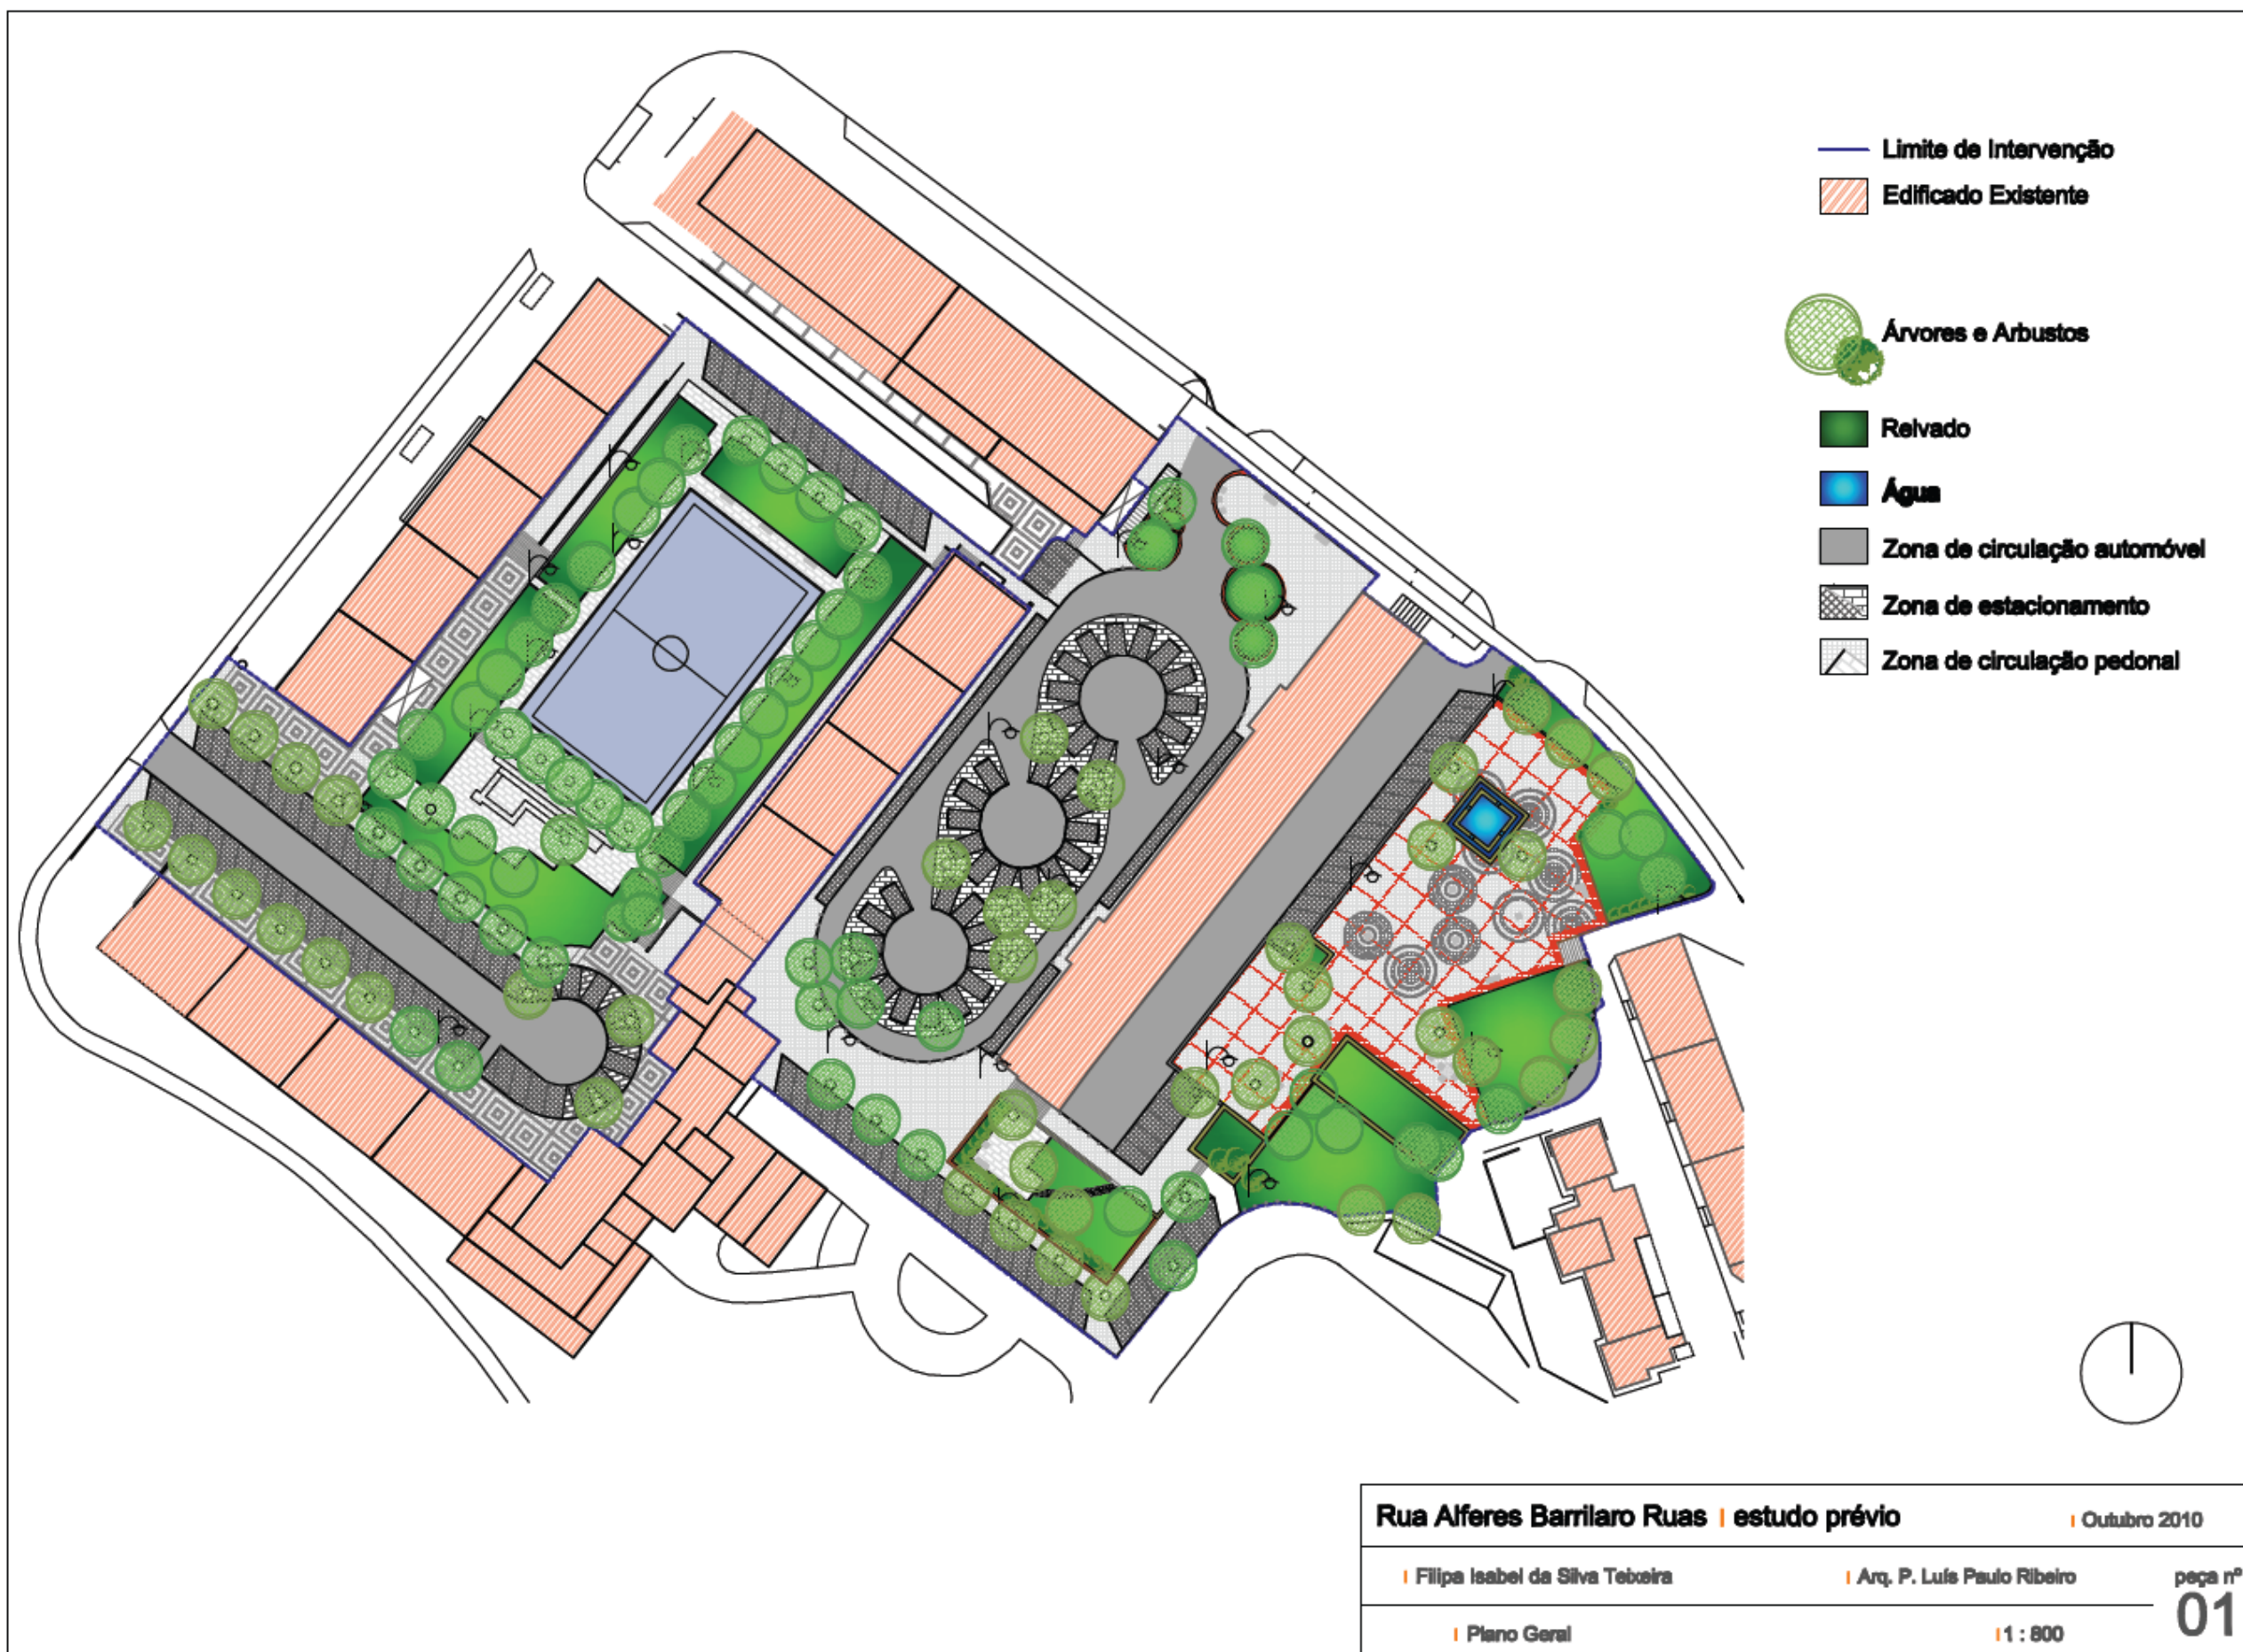 Limite de Intervenção
Edificado Existente
Árvores e Arbustos
Relvado
Água
Zona de circulação automóvel
Zona de estacionamento
Zona de circulação pedonal
Rua Alferes Barrilaro Ruas | estudo prévio | Outubro 2010
| Filipa Isabel da Silva Teixeira | Arq. P. Luís Paulo Ribeiro
peça nº
01
| Plano Geral | 1 : 800